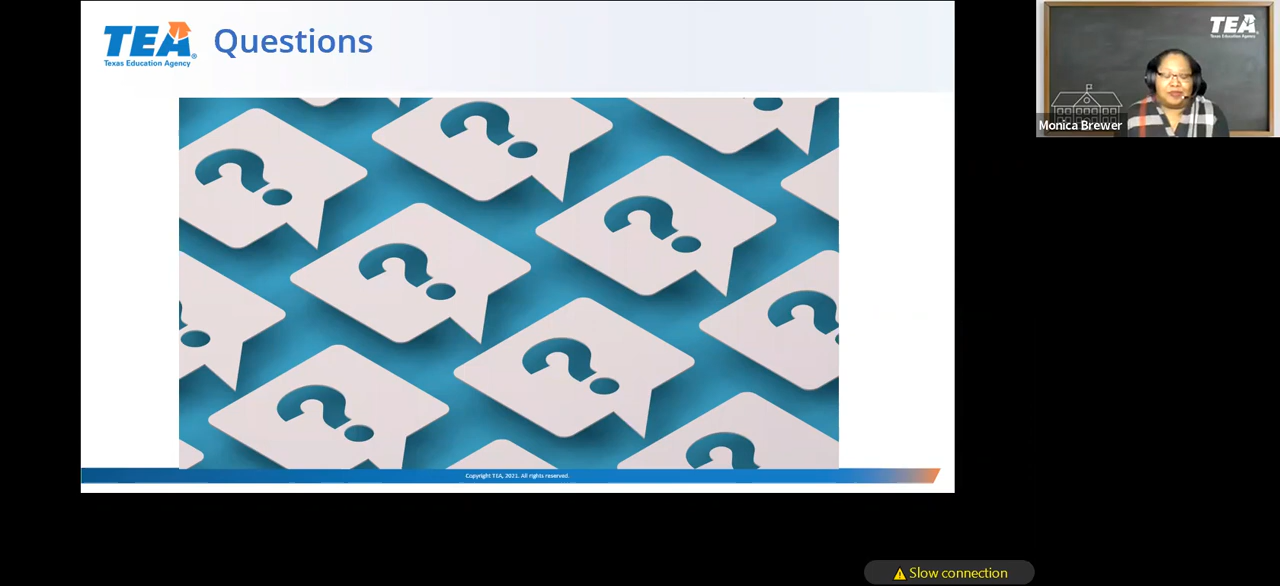 TEA
Texas Education Agency
Questions
TEA
Texas Education Agency
Monica Brewer
Copyright TEA, 2021. All rights reserved.
Slow connection